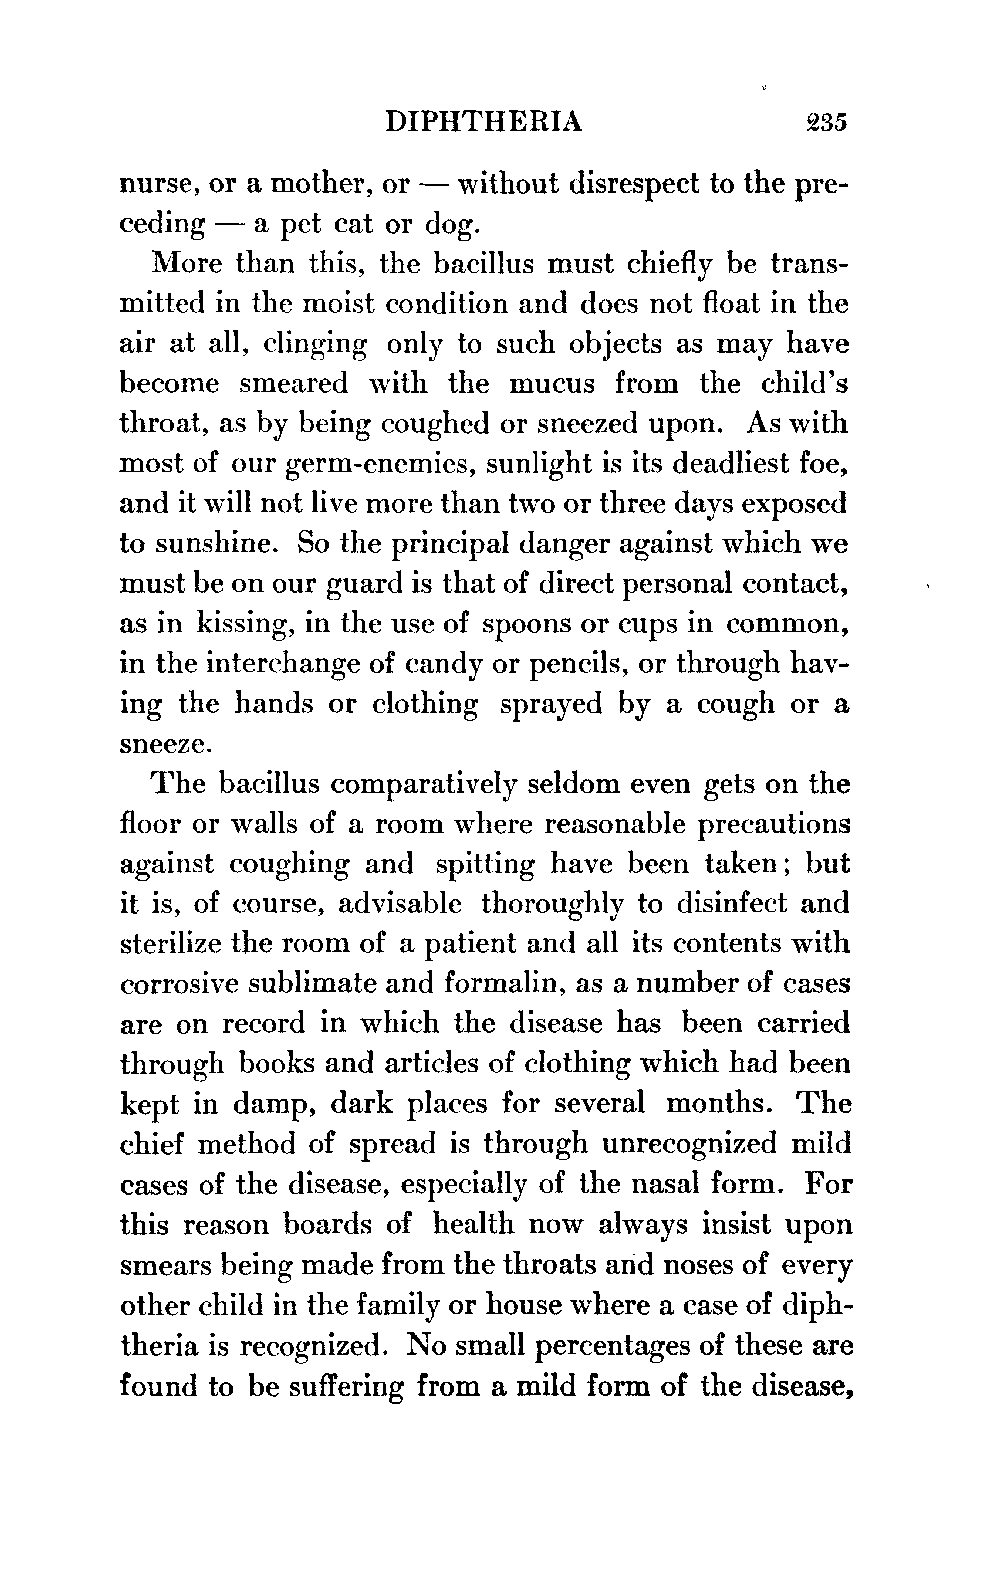 DIPHTHERIA 235
nurse, or a mother, or — without disrespect to the pre-
ceding — a pet cat or dog.
More than this, the bacillus must chiefly be trans-
mitted in the moist condition and does not float in the
air at all, clinging only to such objects as may have
become smeared with the mucus from the child's
throat, as by being coughed or sneezed upon. As with
most of our germ-enemies, sunlight is its deadliest foe,
and it will not live more than two or three days exposed
to sunshine. So the principal danger against which we
must be on our guard is that of direct personal contact,
as in kissing, in the use of spoons or cups in common,
in the interchange of candy or pencils, or through hav-
ing the hands or clothing sprayed by a cough or a
sneeze.
The bacillus comparatively seldom even gets on the
floor or walls of a room where reasonable precautions
against coughing and spitting have been taken; but
it is, of course, advisable thoroughly to disinfect and
sterilize the room of a patient and all its contents with
corrosive sublimate and formalin, as a number of cases
are on record in which the disease has been carried
through books and articles of clothing which had been
kept in damp, dark places for several months. The
chief method of spread is through unrecognized mild
cases of the disease, especially of the nasal form. For
this reason boards of health now always insist upon
smears being made from the throats and noses of every
other child in the family or house where a case of diph-
theria is recognized. No small percentages of these are
found to be suffering from a mild form of the disease,